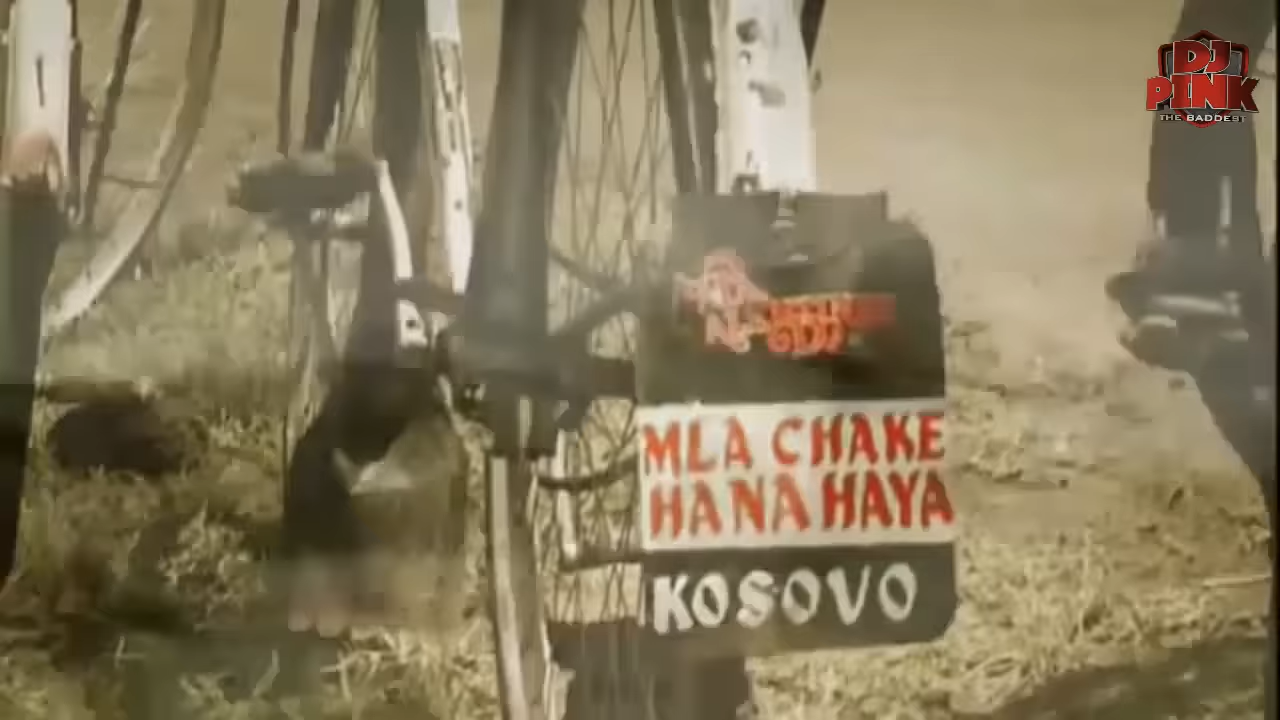 DJ
PINK
THE BADDEST
MLA CHAKE
HANA HAYA
KOSOVO